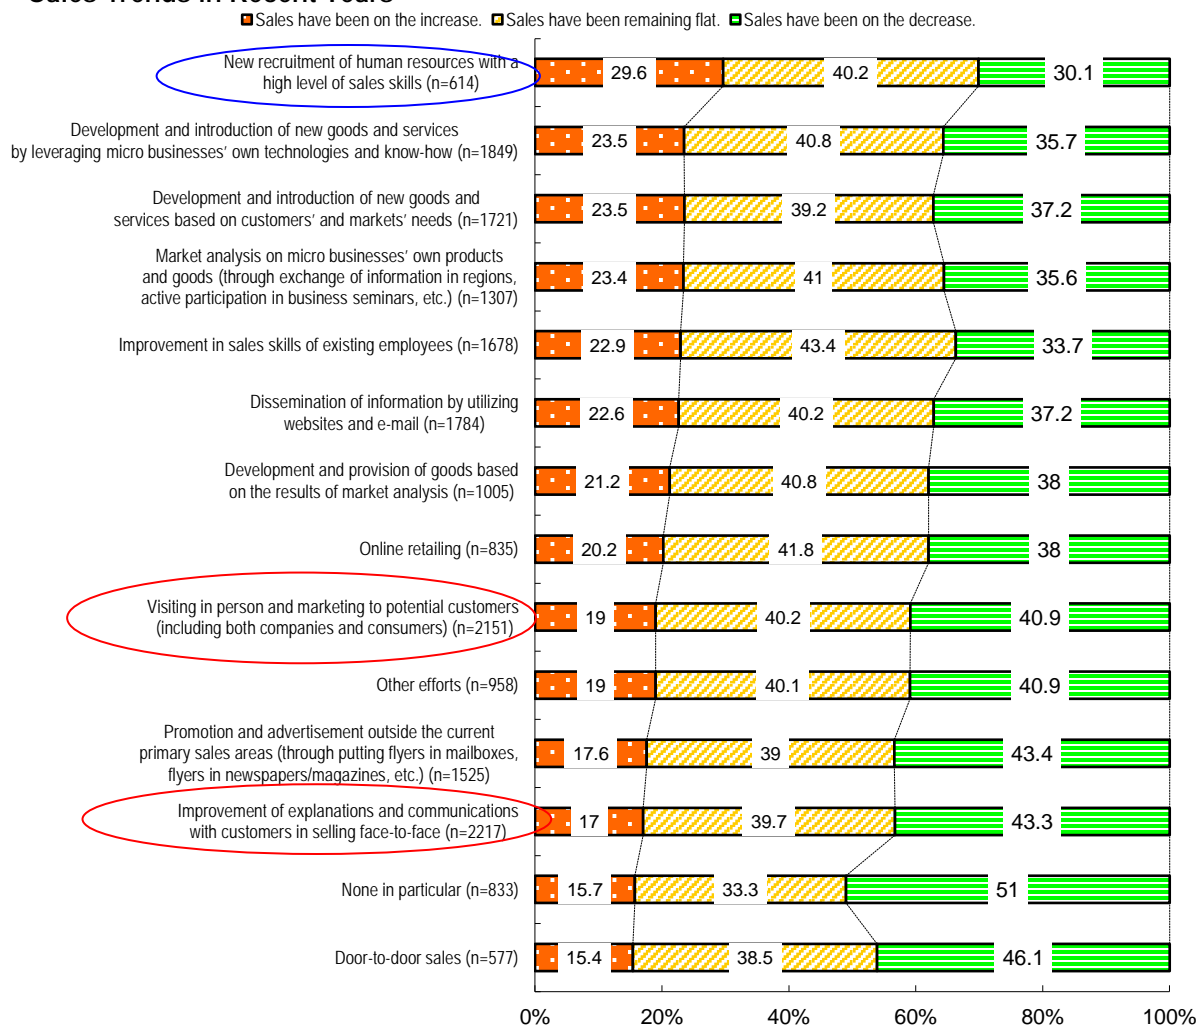 Sales Trends in Recent Years
Sales have been on the increase. Sales have been remaining flat. Sales have been on the decrease.
New recruitment of human resources with a
high level of sales skills (n=614)
29.6 40.2 30.1
Development and introduction of new goods and services
by leveraging micro businesses' own technologies and know-how (n=1849)
23.5 40.8 35.7
Development and introduction of new goods and
services based on customers' and markets' needs (n=1721)
23.5 39.2 37.2
Market analysis on micro businesses' own products
and goods (through exchange of information in regions,
active participation in business seminars, etc.) (n=1307)
23.4 41 35.6
Improvement in sales skills of existing employees (n=1678)
22.9 43.4 33.7
Dissemination of information by utilizing
websites and e-mail (n=1784)
22.6 40.2 37.2
Development and provision of goods based
on the results of market analysis (n=1005)
21.2 40.8 38
Online retailing (n=835)
20.2 41.8 38
Visiting in person and marketing to potential customers
(including both companies and consumers) (n=2151)
19 40.2 40.9
Other efforts (n=958)
19 40.1 40.9
Promotion and advertisement outside the current
primary sales areas (through putting flyers in mailboxes,
flyers in newspapers/magazines, etc.) (n=1525)
17.6 39 43.4
Improvement of explanations and communications
with customers in selling face-to-face (n=2217)
17 39.7 43.3
None in particular (n=833)
15.7 33.3 51
Door-to-door sales (n=577)
15.4 38.5 46.1
0% 20% 40% 60% 80% 100%